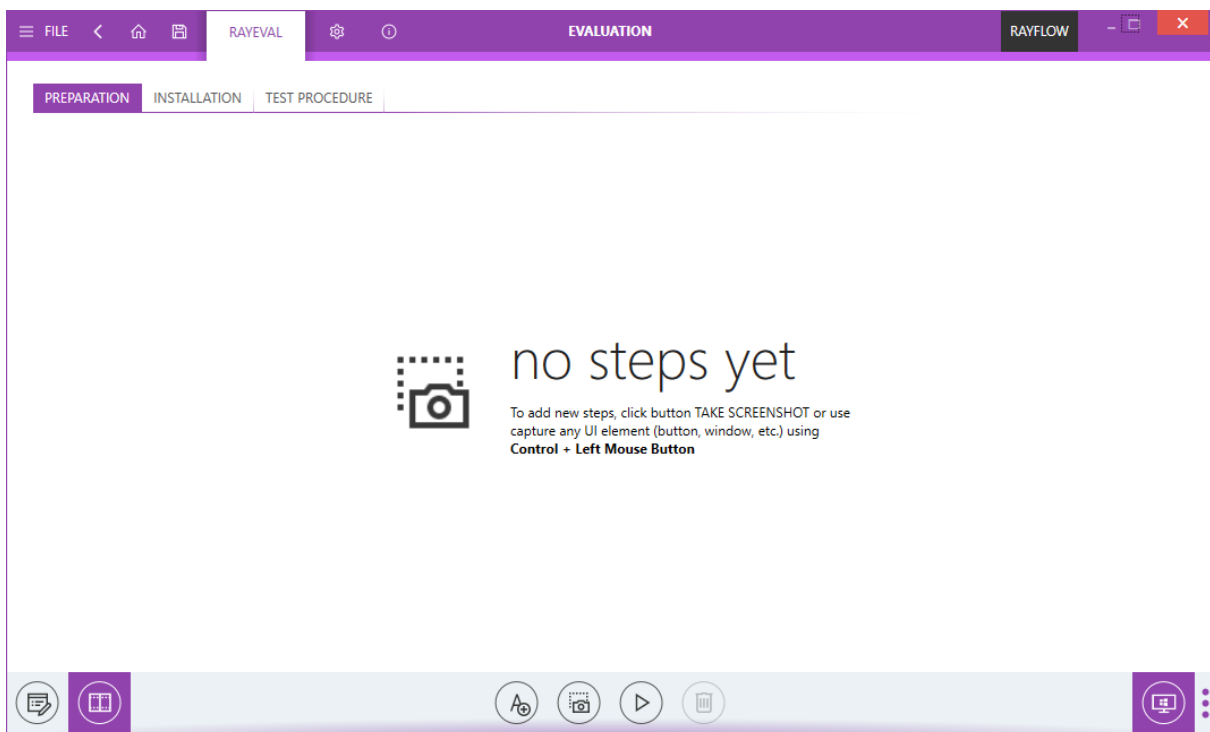 FILE
RAYEVAL
EVALUATION
RAYFLOW
PREPARATION
INSTALLATION
TEST PROCEDURE
no steps yet
To add new steps, click button TAKE SCREENSHOT or use
capture any UI element (button, window, etc.) using
Control + Left Mouse Button